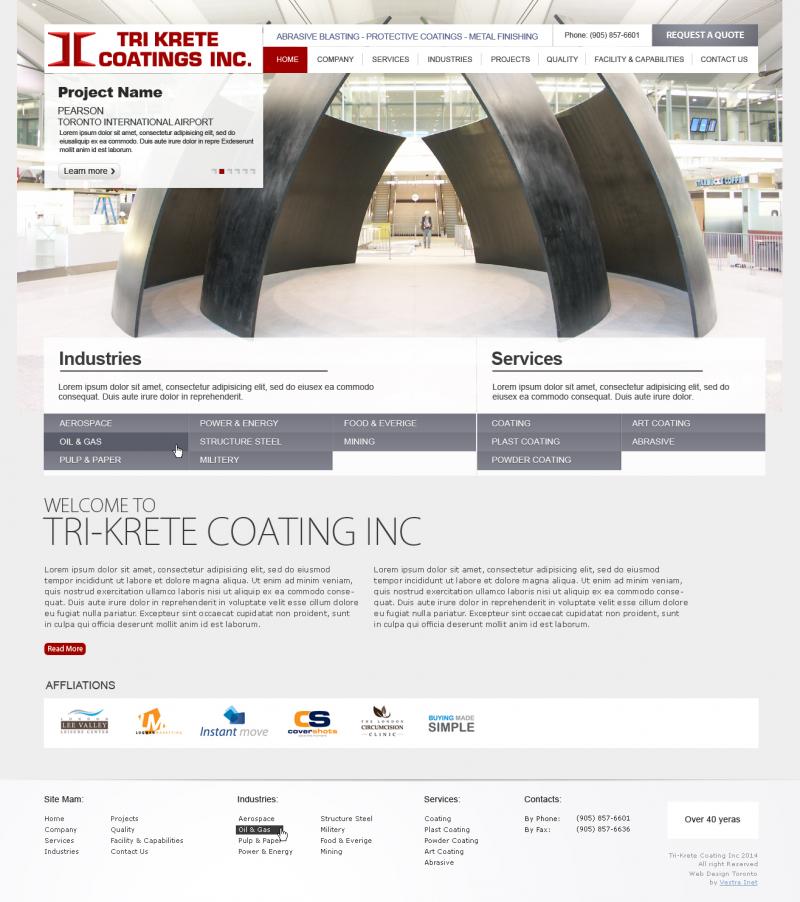 TRI KRETE
COATINGS INC.
ABRASIVE BLASTING - PROTECTIVE COATINGS - METAL FINISHING
Phone: (905) 857-6601
REQUEST A QUOTE
HOME COMPANY SERVICES INDUSTRIES PROJECTS QUALITY FACILITY & CAPABILITIES CONTACT US
Project Name
PEARSON
TORONTO INTERNATIONAL AIRPORT
Lorem ipsum dolor sit amet, consectetur adipisicing elit, sed do
eiusaliquip ex ea commodo. Duis aute irure dolor in repre Exdeserunt
mollit anim id est laborum.
Learn more
Industries
Lorem ipsum dolor sit amet, consectetur adipisicing elit, sed do eiusex ea commodo
consequat. Duis aute irure dolor in reprehenderit.
AEROSPACE POWER & ENERGY FOOD & EVERIGE
OIL & GAS STRUCTURE STEEL MINING
PULP & PAPER MILITERY
Services
Lorem ipsum dolor sit amet, consectetur adipisicing elit, sed do
eiusex ea commodo consequat. Duis aute irure dolor.
COATING ART COATING
PLAST COATING ABRASIVE
POWDER COATING
WELCOME TO
TRI-KRETE COATING INC
Lorem ipsum dolor sit amet, consectetur adipisicing elit, sed do eiusmod
tempor incididunt ut labore et dolore magna aliqua. Ut enim ad minim veniam,
quis nostrud exercitation ullamco laboris nisi ut aliquip ex ea commodo conse-
quat. Duis aute irure dolor in reprehenderit in voluptate velit esse cillum dolore
eu fugiat nulla pariatur. Excepteur sint occaecat cupidatat non proident, sunt
in culpa qui officia deserunt mollit anim id est laborum.
Lorem ipsum dolor sit amet, consectetur adipisicing elit, sed do eiusmod
tempor incididunt ut labore et dolore magna aliqua. Ut enim ad minim veniam,
quis nostrud exercitation ullamco laboris nisi ut aliquip ex ea commodo conse-
quat. Duis aute irure dolor in reprehenderit in voluptate velit esse cillum dolore
eu fugiat nulla pariatur. Excepteur sint occaecat cupidatat non proident, sunt
in culpa qui officia deserunt mollit anim id est laborum.
Read More
AFFLIATIONS
LONDON
LEE VALLEY
LEISURE CENTER
LOGMANMARKETING
Instant move
CS
covershots
THE LONDON
CIRCUMCISION
CLINIC
BUYING MADE
SIMPLE
Site Mam:
Home Projects
Company Quality
Services Facility & Capabilities
Industries Contact Us
Industries:
Aerospace Structure Steel
Oil & Gas Militery
Pulp & Paper Food & Everige
Power & Energy Mining
Services:
Coating
Plast Coating
Powder Coating
Art Coating
Abrasive
Contacts:
By Phone: (905) 857-6601
By Fax: (905) 857-6636
Over 40 yeras
Tri-Krete Coating Inc 2014
All right Reserved
Web Design Toronto
by Vestra Inet